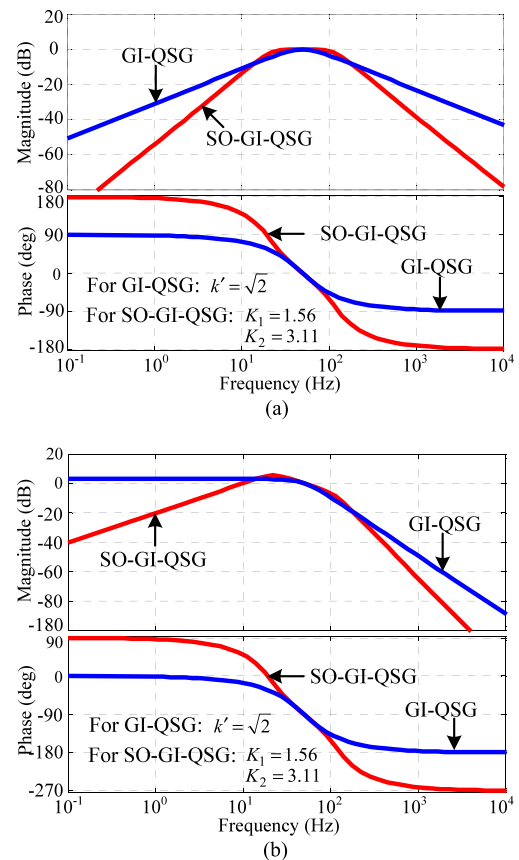 20
0
-20
-40
-60
-80
Magnitude (dB)
GI-QSG
SO-GI-QSG
180
90
0
-90
-180
Phase (deg)
SO-GI-QSG
GI-QSG
For GI-QSG: k′ = √2
For SO-GI-QSG: K₁ = 1.56
K₂ = 3.11
10⁻¹ 10⁰ 10¹ 10² 10³ 10⁴
Frequency (Hz)
(a)
20
0
-20
-40
-60
-80
-180
Magnitude (dB)
GI-QSG
SO-GI-QSG
90
0
-90
-180
-270
Phase (deg)
SO-GI-QSG
GI-QSG
For GI-QSG: k′ = √2
For SO-GI-QSG: K₁ = 1.56
K₂ = 3.11
10⁻¹ 10⁰ 10¹ 10² 10³ 10⁴
Frequency (Hz)
(b)